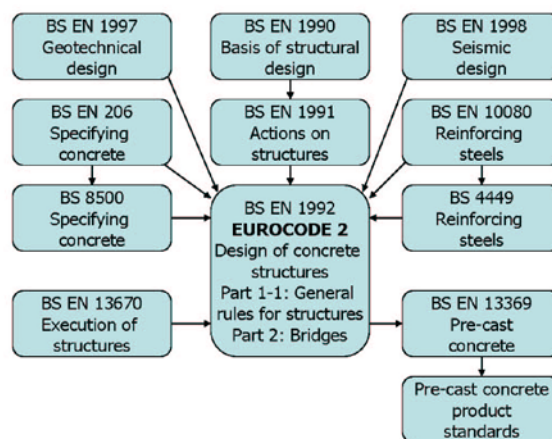 BS EN 1997
Geotechnical
design
BS EN 1990
Basis of structural
design
BS EN 1998
Seismic
design
BS EN 206
Specifying
concrete
BS EN 1991
Actions on
structures
BS EN 10080
Reinforcing
steels
BS 8500
Specifying
concrete
BS EN 1992
EUROCODE 2
Design of concrete
structures
Part 1-1: General
rules for structures
Part 2: Bridges
BS 4449
Reinforcing
steels
BS EN 13670
Execution of
structures
BS EN 13369
Pre-cast
concrete
Pre-cast concrete
product
standards